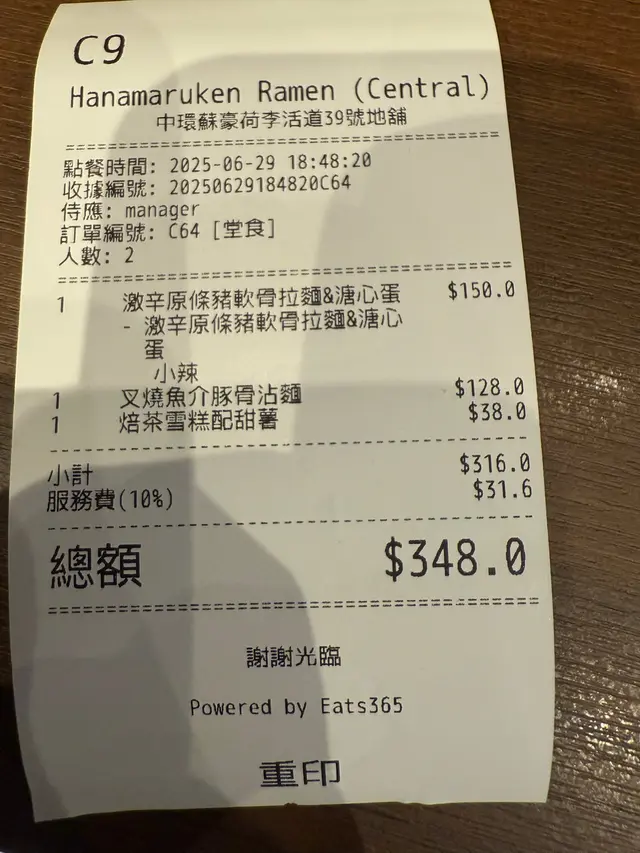 C9
Hanamaruken Ramen (Central)
中環蘇豪荷李活道39號地舖
點餐時間: 2025-06-29 18:48:20
收據編號: 20250629184820C64
侍應: manager
訂單編號: C64 [堂食]
人數: 2
1 激辛原條豬軟骨拉麵&溏心蛋 $150.0
- 激辛原條豬軟骨拉麵&溏心
蛋
小辣
1 叉燒魚介豚骨沾麵 $128.0
1 焙茶雪糕配甜薯 $38.0
小計 $316.0
服務費(10%) $31.6
總額 $348.0
謝謝光臨
Powered by Eats365
重印